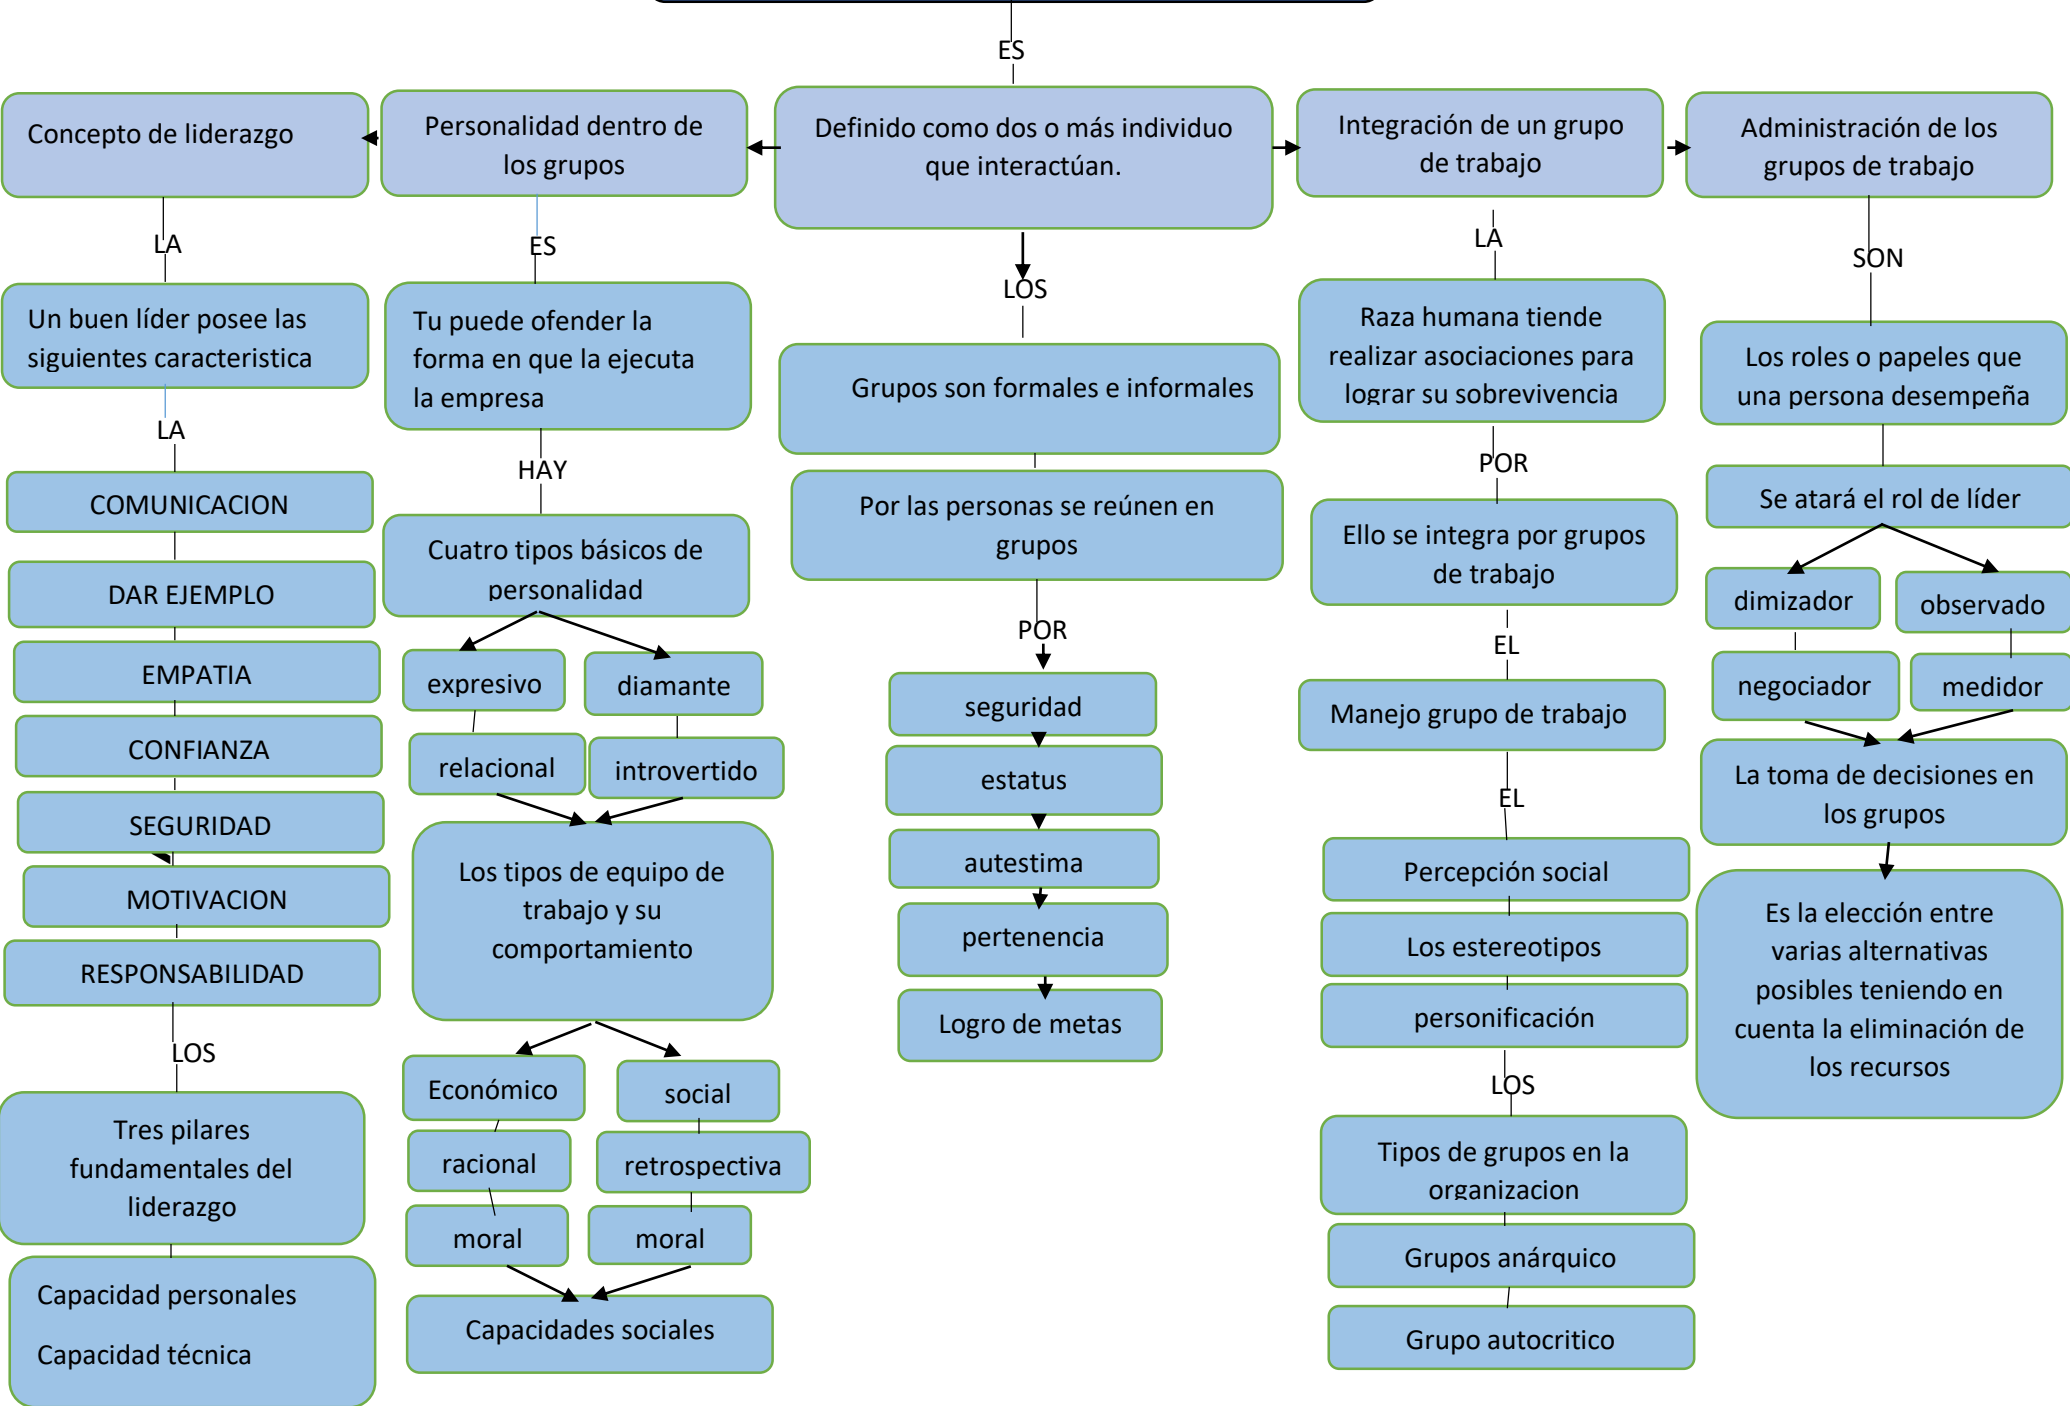 ES
Concepto de liderazgo
LA
Un buen líder posee las
siguientes caracteristica
LA
COMUNICACION
DAR EJEMPLO
EMPATIA
CONFIANZA
SEGURIDAD
MOTIVACION
RESPONSABILIDAD
LOS
Tres pilares
fundamentales del
liderazgo
Capacidad personales
Capacidad técnica
Personalidad dentro de
los grupos
ES
Tu puede ofender la
forma en que la ejecuta
la empresa
HAY
Cuatro tipos básicos de
personalidad
expresivo
diamante
relacional
introvertido
Los tipos de equipo de
trabajo y su
comportamiento
Económico
social
racional
retrospectiva
moral
moral
Capacidades sociales
Definido como dos o más individuo
que interactúan.
LOS
Grupos son formales e informales
Por las personas se reúnen en
grupos
POR
seguridad
estatus
autestima
pertenencia
Logro de metas
Integración de un grupo
de trabajo
LA
Raza humana tiende
realizar asociaciones para
lograr su sobrevivencia
POR
Ello se integra por grupos
de trabajo
EL
Manejo grupo de trabajo
EL
Percepción social
Los estereotipos
personificación
LOS
Tipos de grupos en la
organizacion
Grupos anárquico
Grupo autocritico
Administración de los
grupos de trabajo
SON
Los roles o papeles que
una persona desempeña
Se atará el rol de líder
dimizador
observado
negociador
medidor
La toma de decisiones en
los grupos
Es la elección entre
varias alternativas
posibles teniendo en
cuenta la eliminación de
los recursos